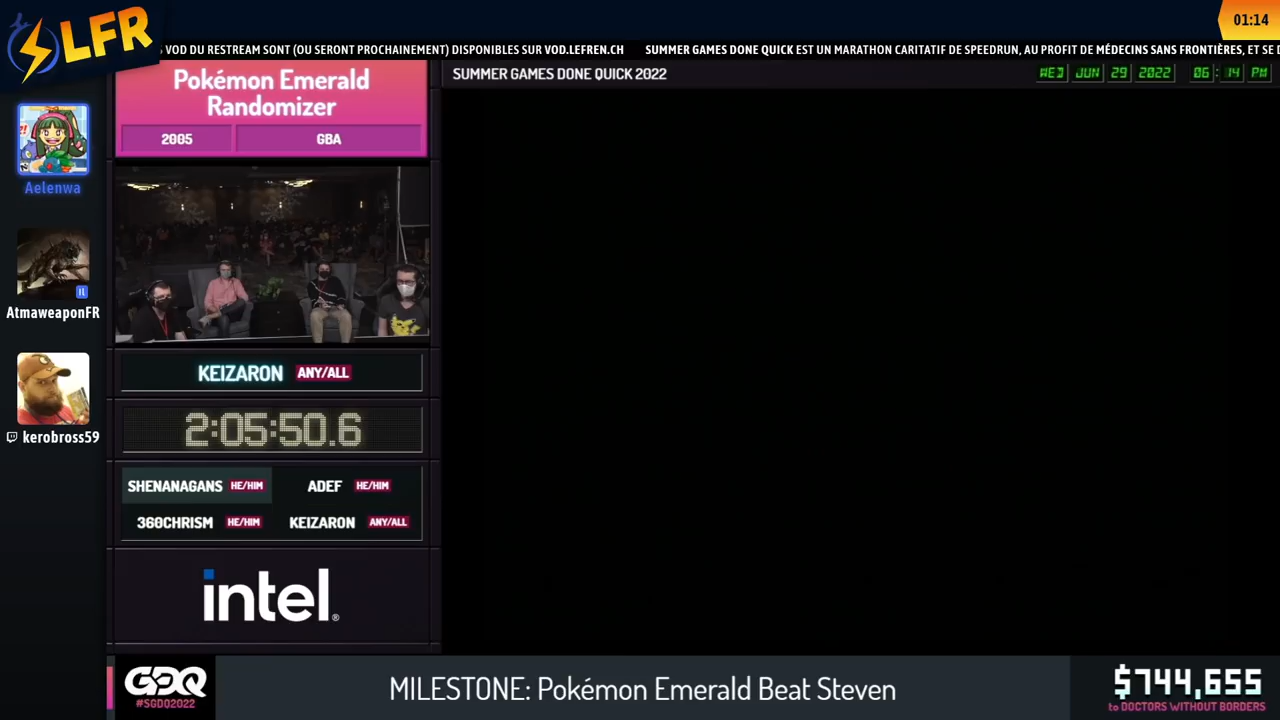 LFR
01:14
VOD DU RESTREAM SONT (OU SERONT PROCHAINEMENT) DISPONIBLES SUR VOD.LEFREN.CH SUMMER GAMES DONE QUICK EST UN MARATHON CARITATIF DE SPEEDRUN, AU PROFIT DE MÉDECINS SANS FRONTIÈRES, ET SE
Pokémon Emerald
Randomizer
2005 GBA
SUMMER GAMES DONE QUICK 2022
WED JUN 29 2022 06:14 PM
Aelenwa
AtmaweaponFR
kerobross59
KEIZARON ANY/ALL
2:05:50.6
SHENANAGANS HE/HIM ADEF HE/HIM
360CHRISM HE/HIM KEIZARON ANY/ALL
intel®
GDQ
#SGDQ2022
MILESTONE: Pokémon Emerald Beat Steven
$744,655
to DOCTORS WITHOUT BORDERS